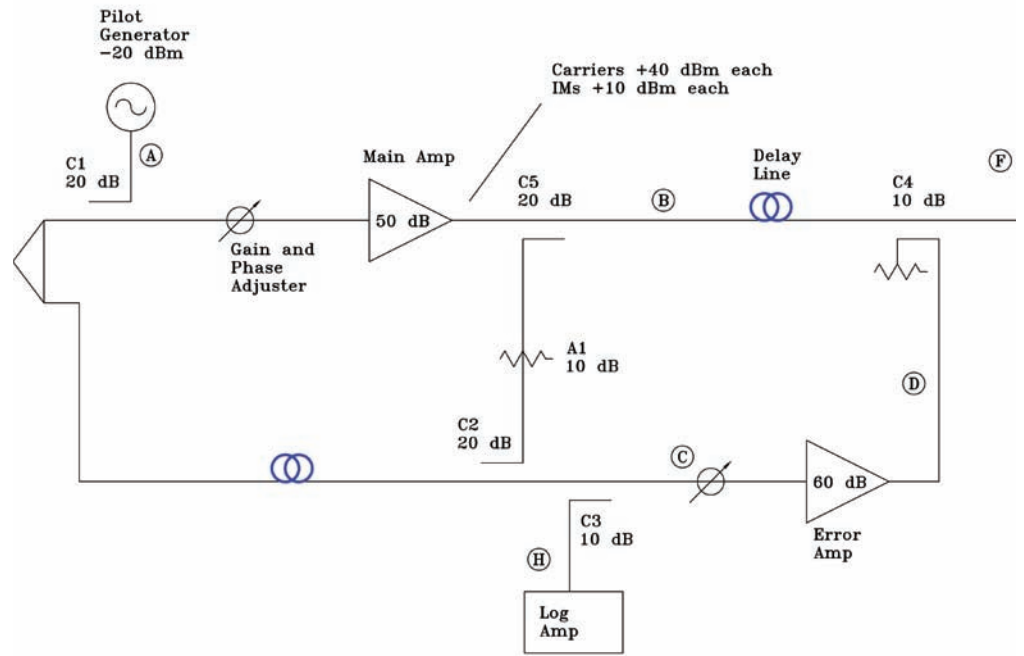 Pilot
Generator
-20 dBm
Carriers +40 dBm each
IMs +10 dBm each
A
C1
20 dB
Main Amp
50 dB
Gain and
Phase
Adjuster
C5
20 dB
B
Delay
Line
C4
10 dB
F
A1
10 dB
D
C2
20 dB
C
60 dB
Error
Amp
C3
10 dB
H
Log
Amp